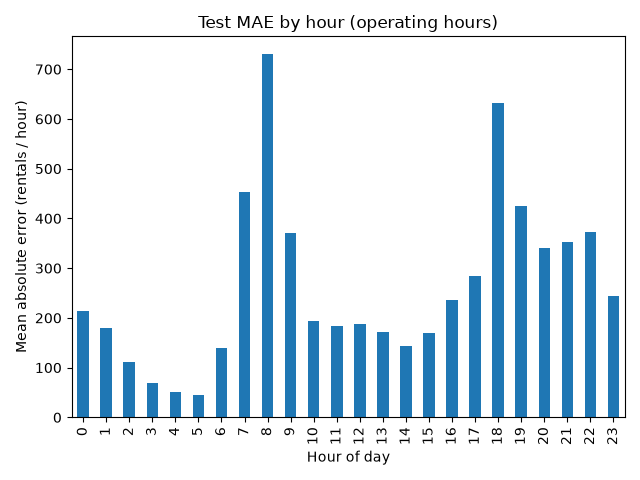 Test MAE by hour (operating hours)
Mean absolute error (rentals / hour)
700
600
500
400
300
200
100
0
0 1 2 3 4 5 6 7 8 9 10 11 12 13 14 15 16 17 18 19 20 21 22 23
Hour of day